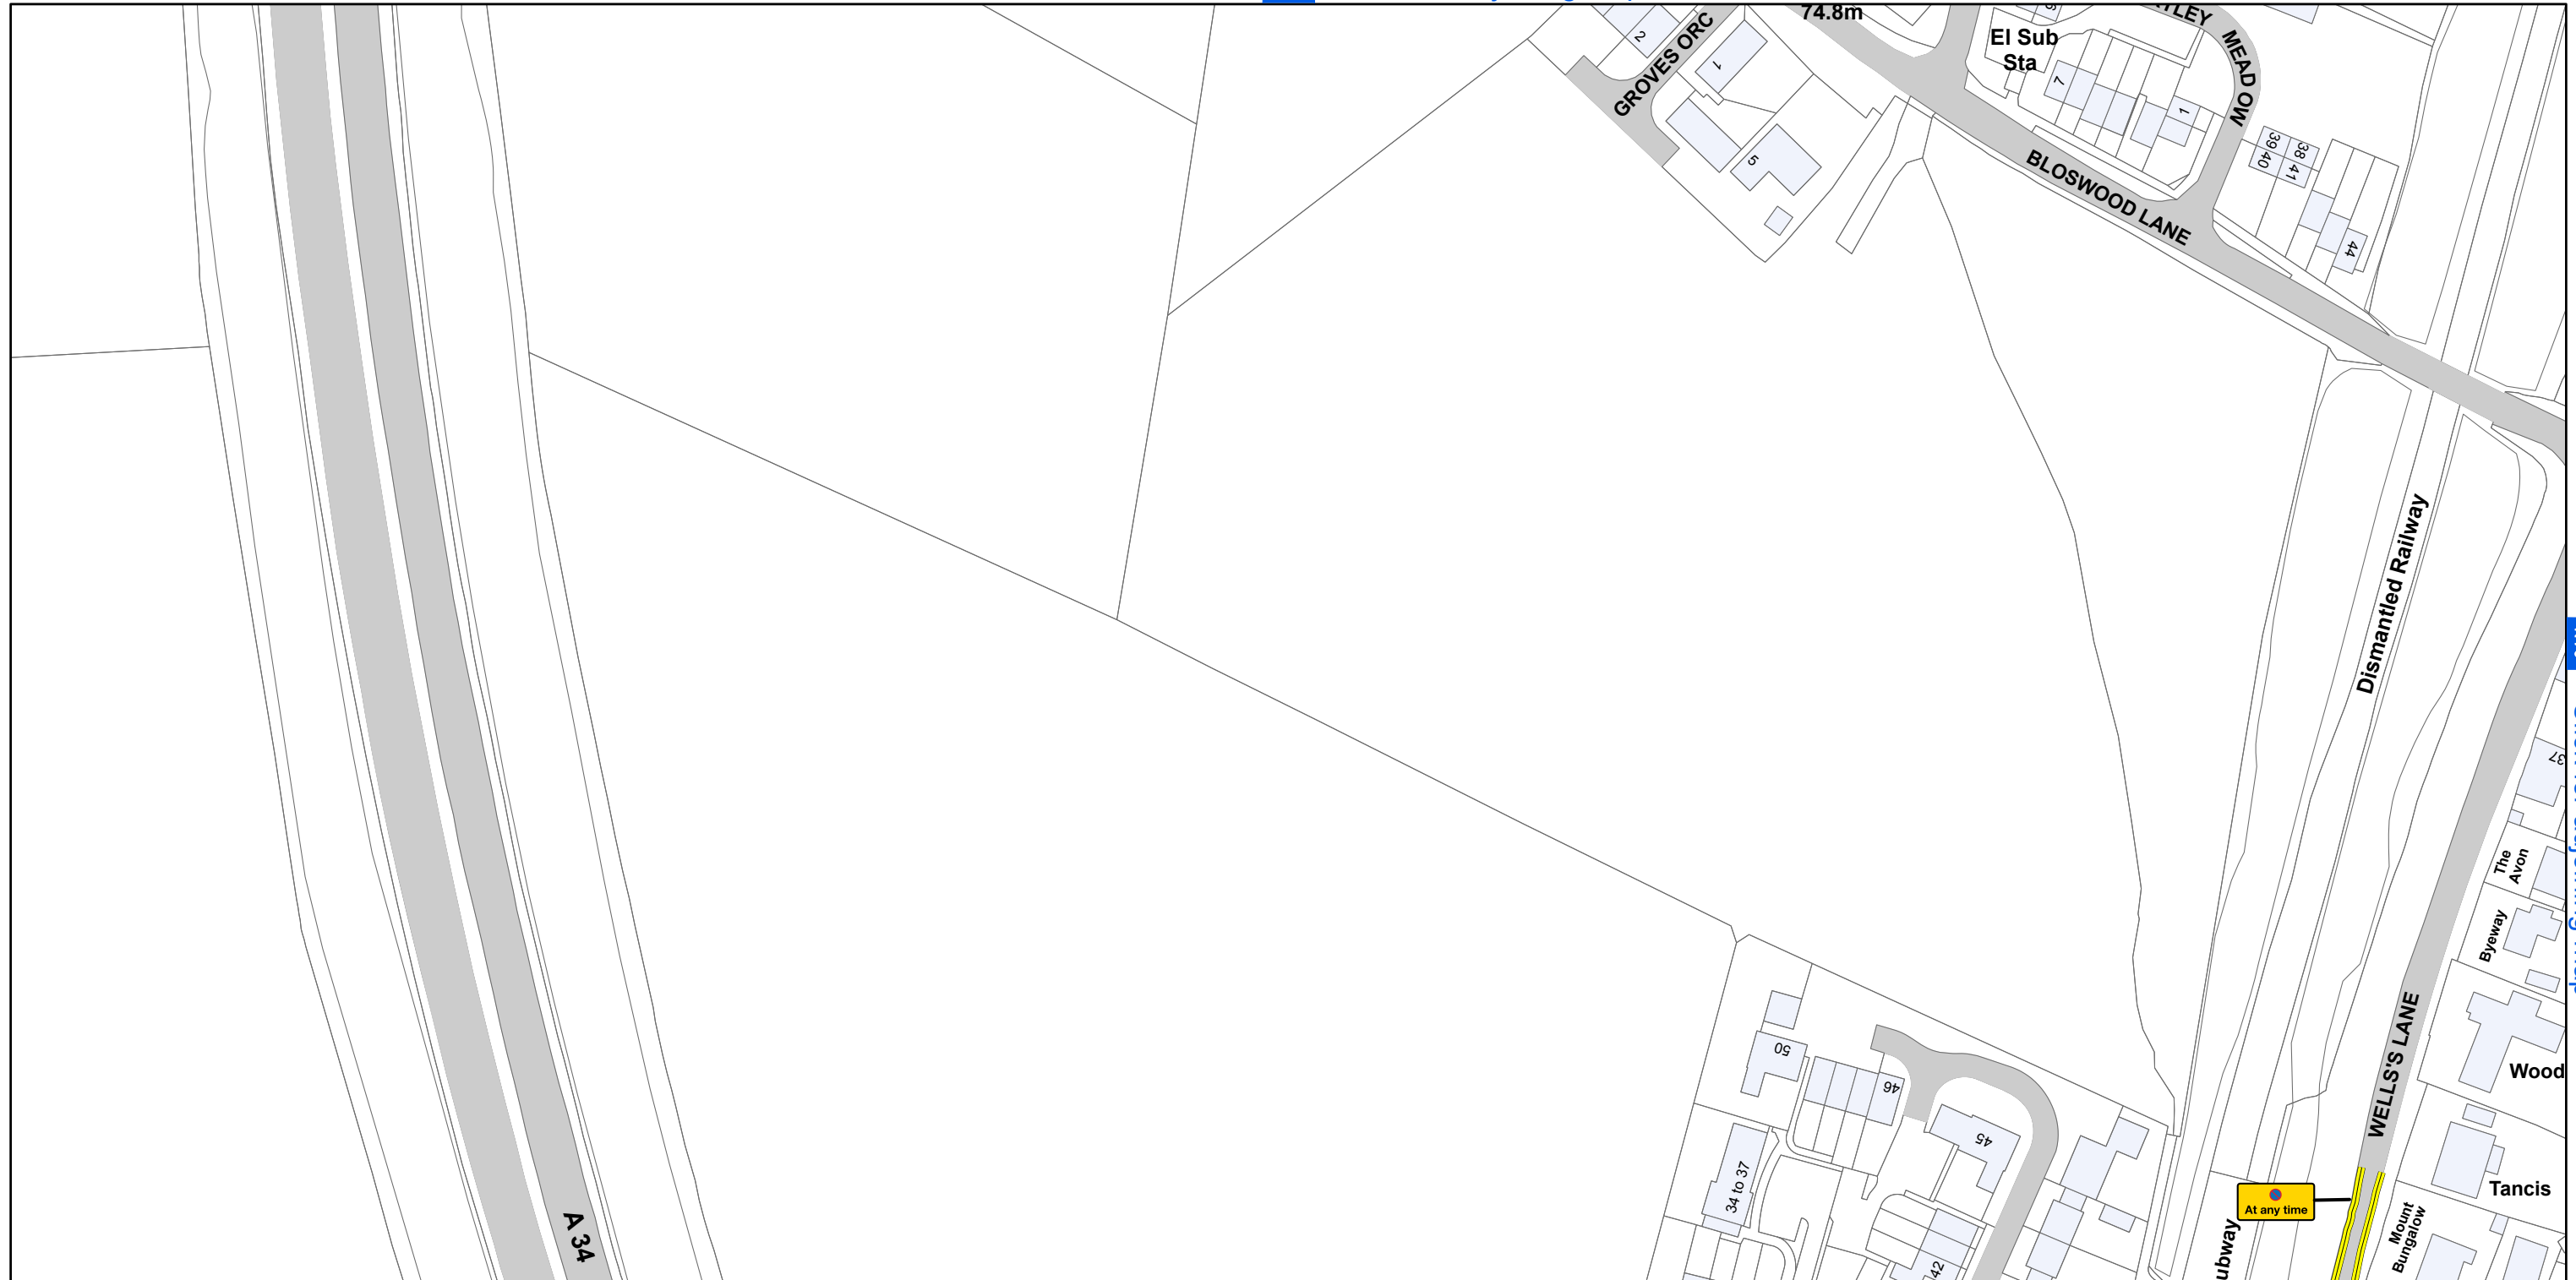 74.8m
El Sub
Sta
GROVES ORC
2
1
5
7
1
MEAD OW
BLOSWOOD LANE
39
40
38
41
44
Dismantled Railway
37
The
Avon
Byeway
WELLS'S LANE
Wood
Tancis
Mount
Bungalow
At any time
50
46
45
34 to 37
42
A 34